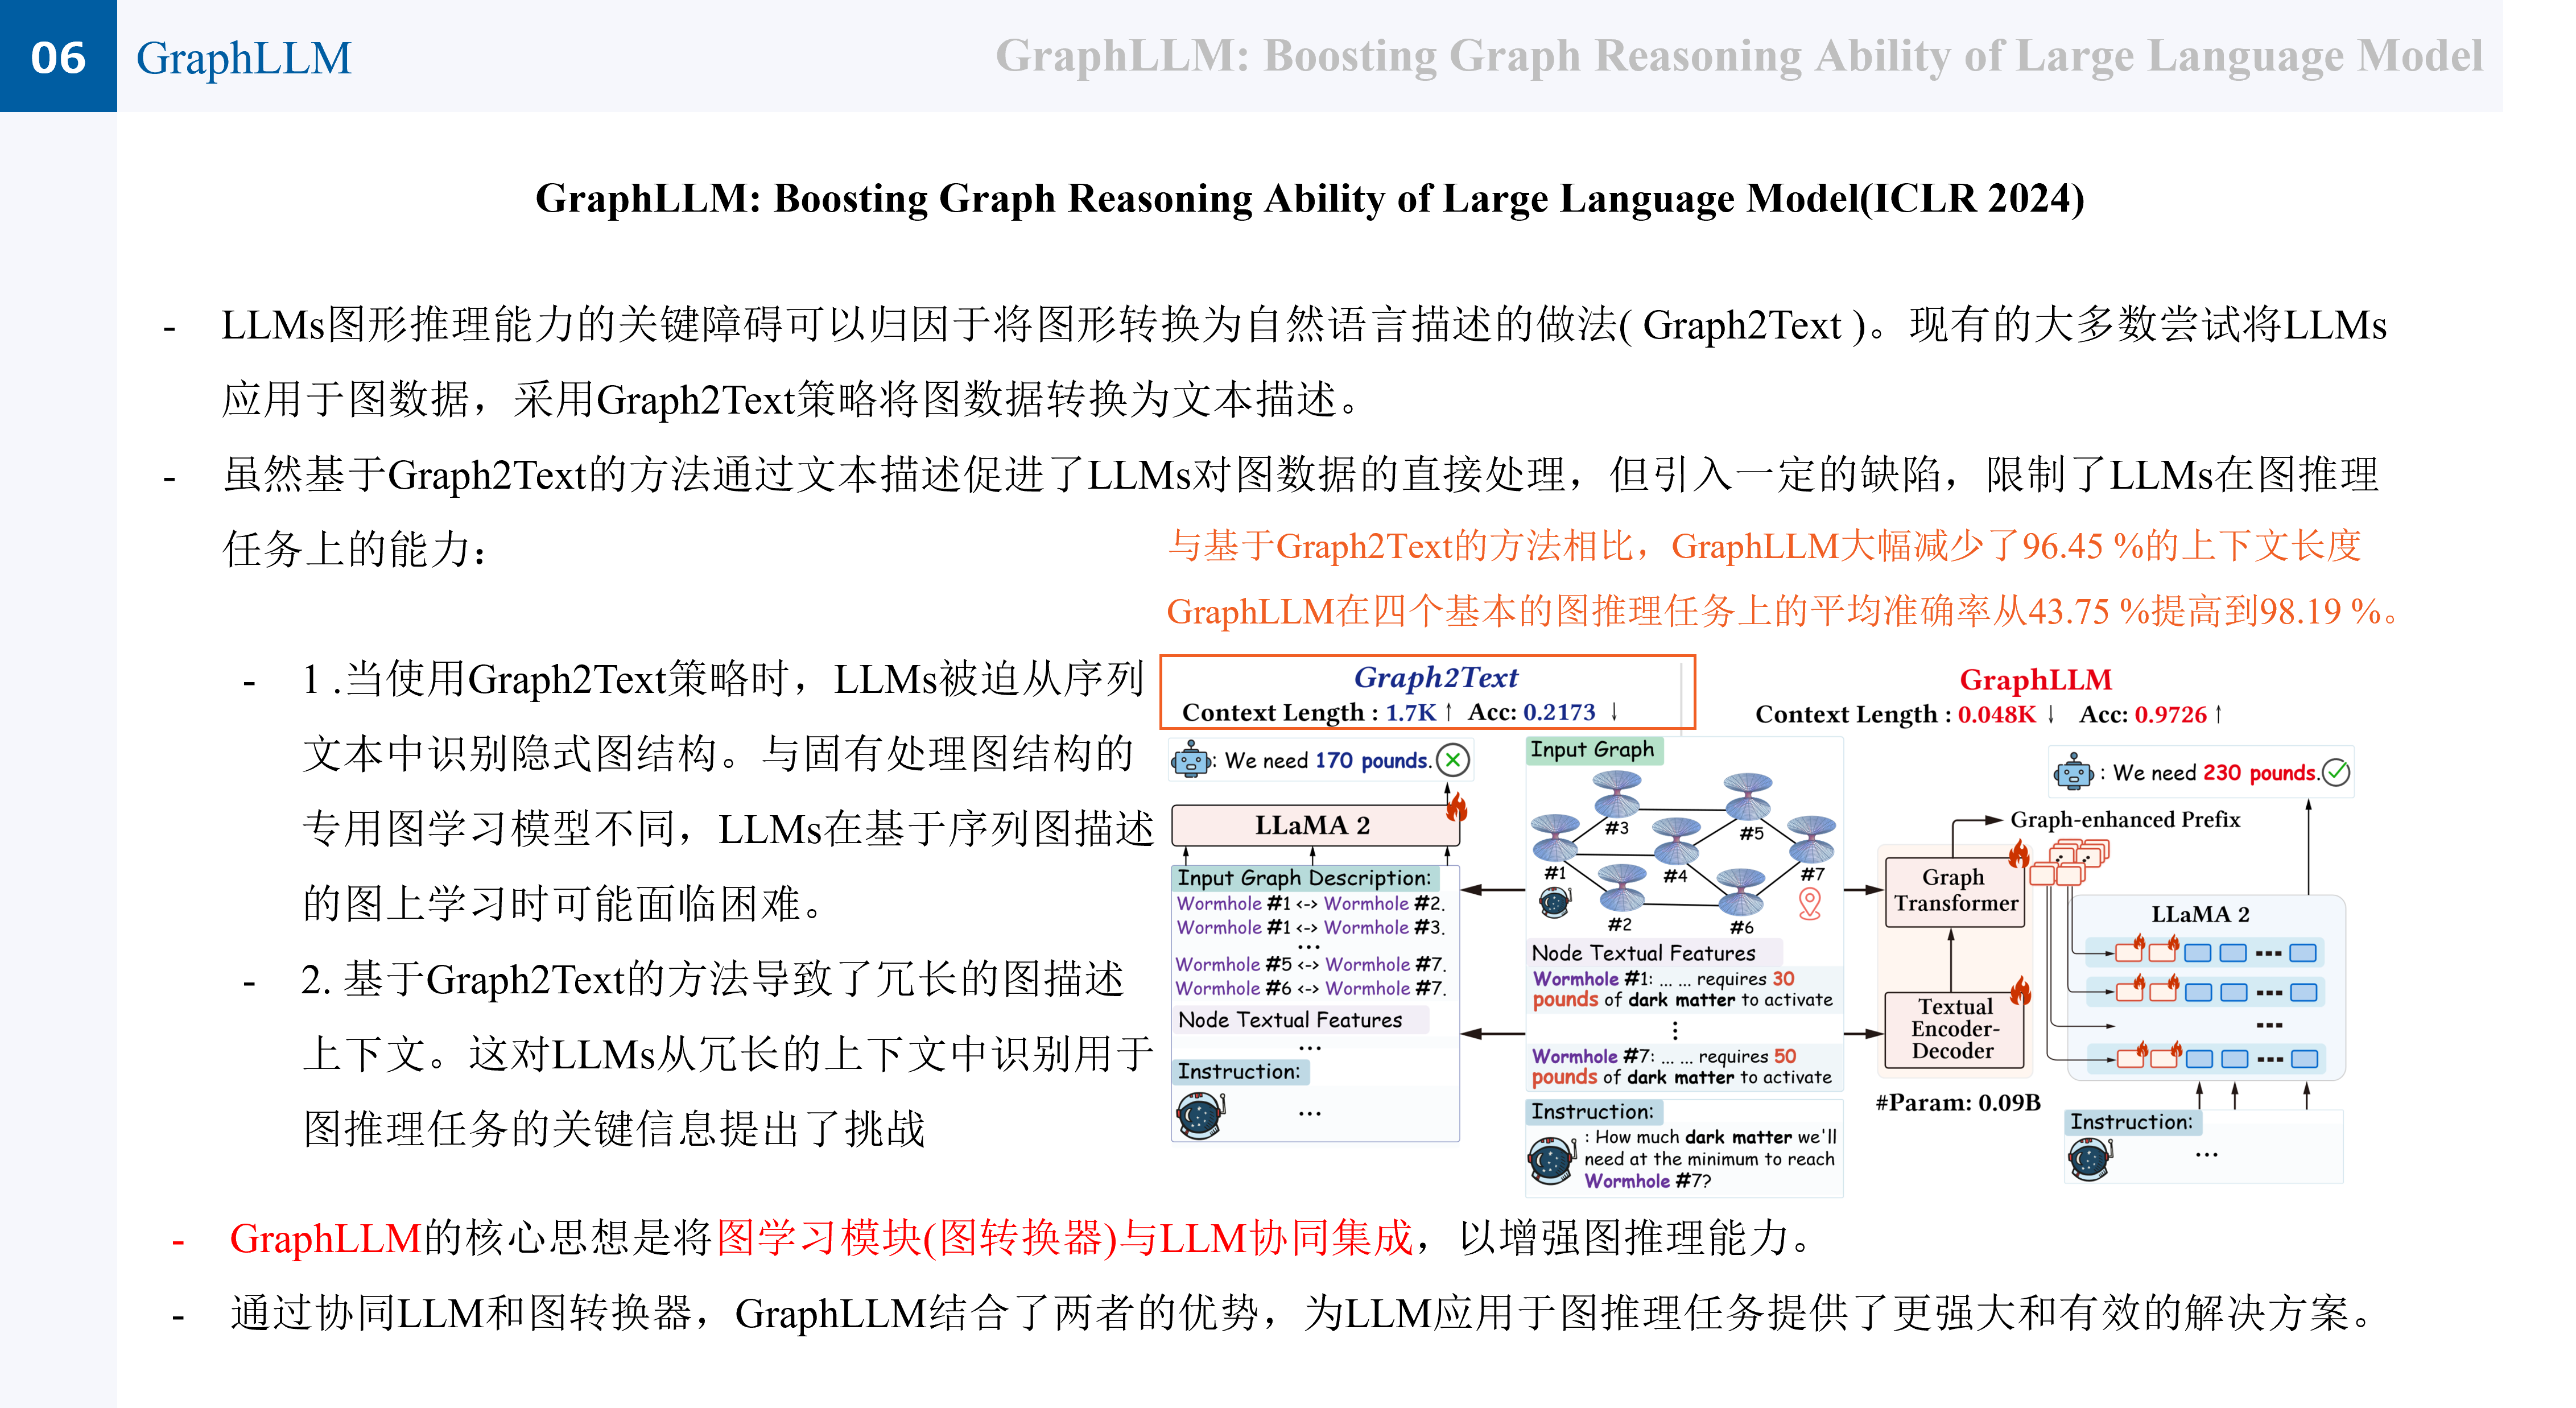 06
GraphLLM
GraphLLM: Boosting Graph Reasoning Ability of Large Language Model
GraphLLM: Boosting Graph Reasoning Ability of Large Language Model(ICLR 2024)
- LLMs图形推理能力的关键障碍可以归因于将图形转换为自然语言描述的做法( Graph2Text )。现有的大多数尝试将LLMs
应用于图数据，采用Graph2Text策略将图数据转换为文本描述。
- 虽然基于Graph2Text的方法通过文本描述促进了LLMs对图数据的直接处理，但引入一定的缺陷，限制了LLMs在图推理
任务上的能力：
与基于Graph2Text的方法相比，GraphLLM大幅减少了96.45 %的上下文长度
GraphLLM在四个基本的图推理任务上的平均准确率从43.75 %提高到98.19 %。
- 1 .当使用Graph2Text策略时，LLMs被迫从序列
文本中识别隐式图结构。与固有处理图结构的
专用图学习模型不同，LLMs在基于序列图描述
的图上学习时可能面临困难。
- 2. 基于Graph2Text的方法导致了冗长的图描述
上下文。这对LLMs从冗长的上下文中识别用于
图推理任务的关键信息提出了挑战
Graph2Text
Context Length : 1.7K ↑ Acc: 0.2173 ↓
: We need 170 pounds.
LLaMA 2
Input Graph Description:
Wormhole #1 <-> Wormhole #2.
Wormhole #1 <-> Wormhole #3.
...
Wormhole #5 <-> Wormhole #7.
Wormhole #6 <-> Wormhole #7.
Node Textual Features
...
Instruction:
...
Input Graph
#3
#5
#1
#4
#7
#2
#6
Node Textual Features
Wormhole #1: ... ... requires 30
pounds of dark matter to activate
⋮
Wormhole #7: ... ... requires 50
pounds of dark matter to activate
Instruction:
: How much dark matter we'll
need at the minimum to reach
Wormhole #7?
GraphLLM
Context Length : 0.048K ↓ Acc: 0.9726 ↑
: We need 230 pounds.
Graph-enhanced Prefix
Graph
Transformer
Textual
Encoder-
Decoder
#Param: 0.09B
LLaMA 2
Instruction:
...
- GraphLLM的核心思想是将图学习模块(图转换器)与LLM协同集成，以增强图推理能力。
- 通过协同LLM和图转换器，GraphLLM结合了两者的优势，为LLM应用于图推理任务提供了更强大和有效的解决方案。